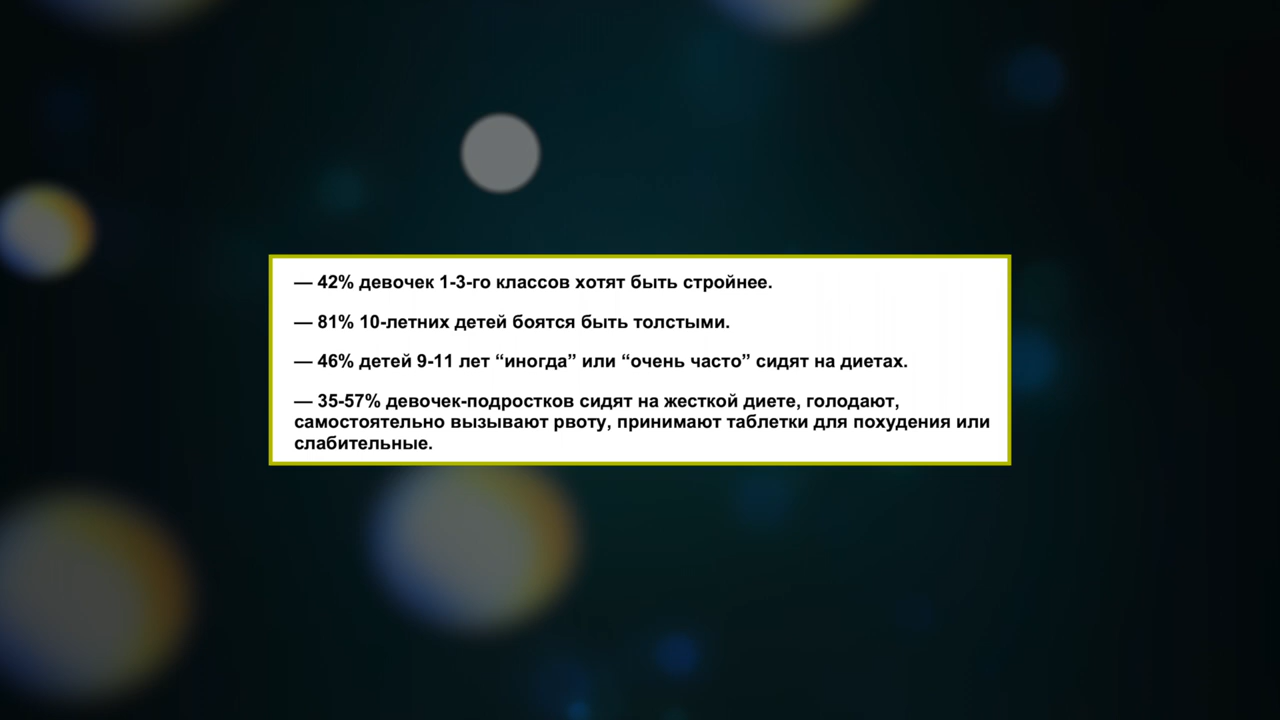 — 42% девочек 1-3-го классов хотят быть стройнее.
— 81% 10-летних детей боятся быть толстыми.
— 46% детей 9-11 лет “иногда” или “очень часто” сидят на диетах.
— 35-57% девочек-подростков сидят на жесткой диете, голодают,
самостоятельно вызывают рвоту, принимают таблетки для похудения или
слабительные.